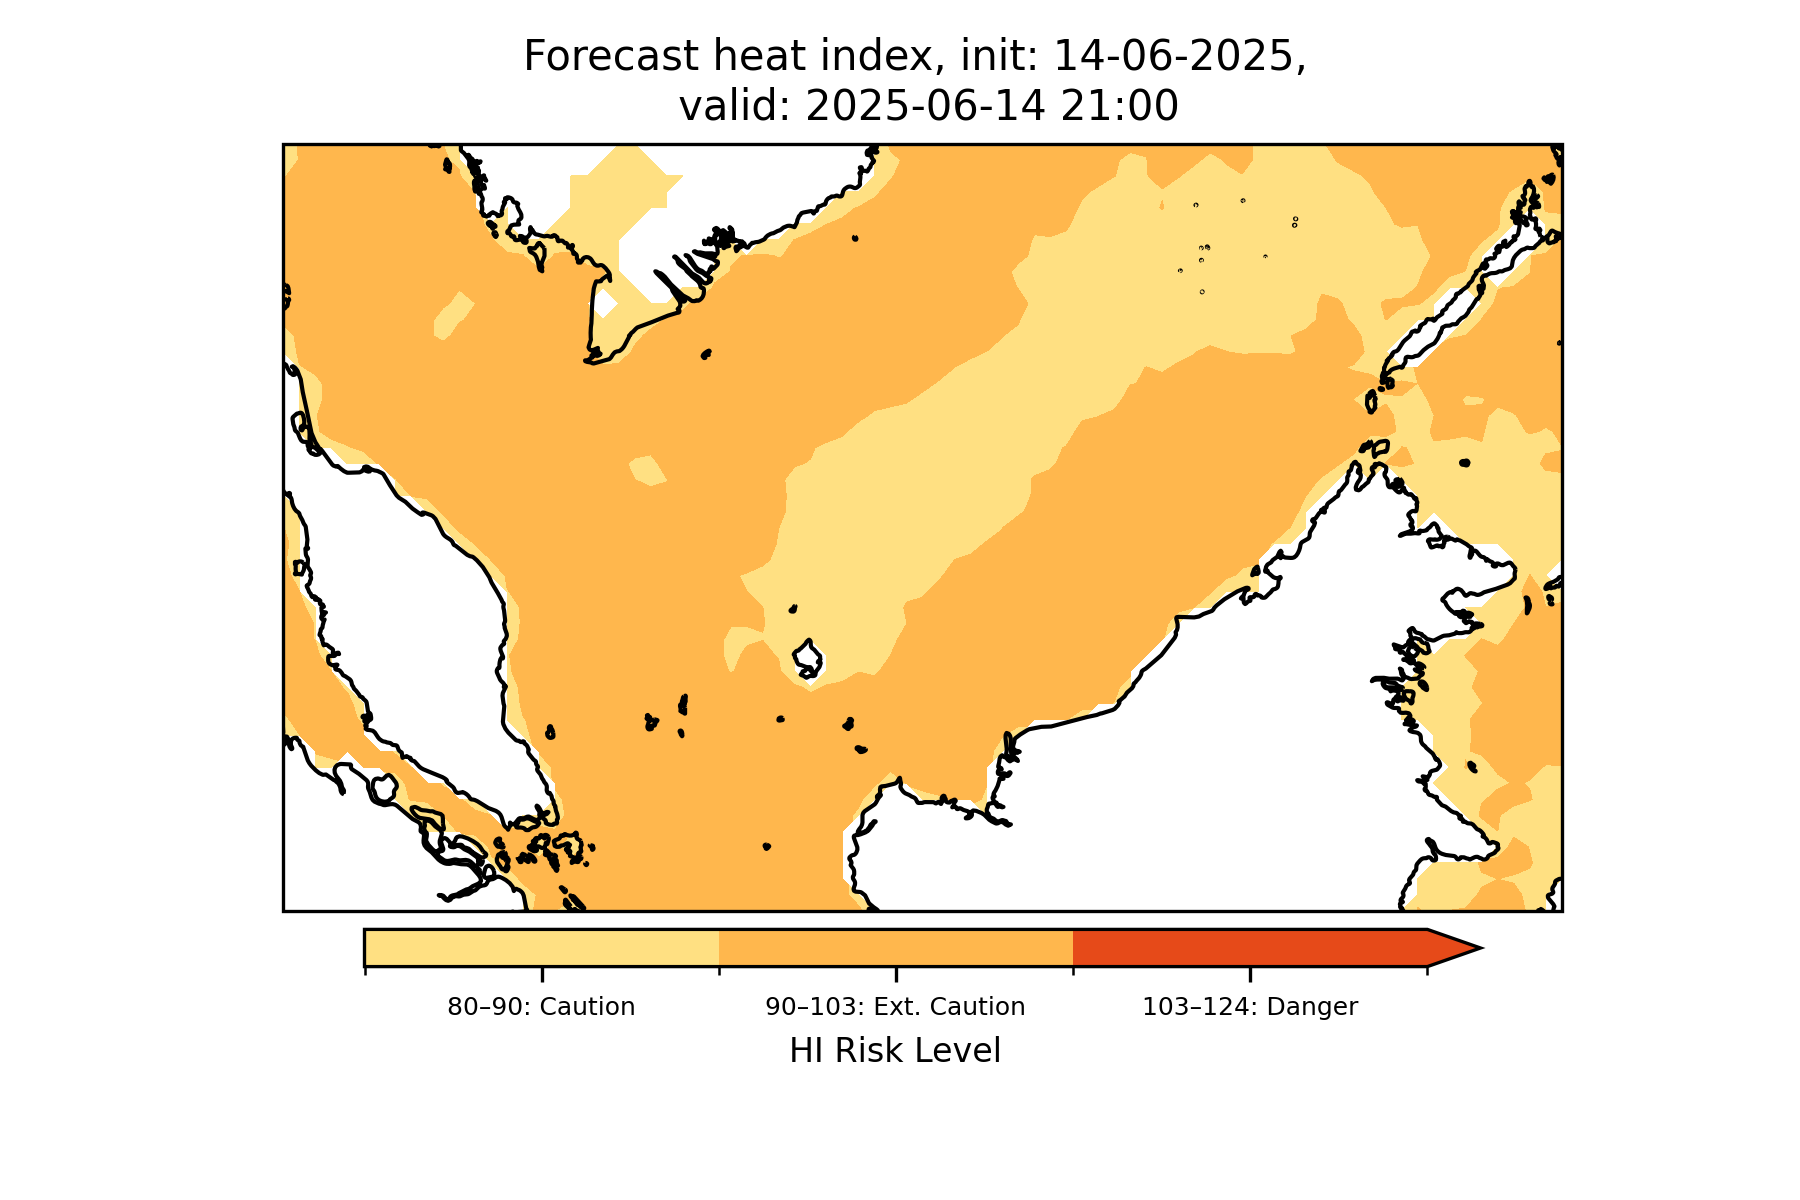 Forecast heat index, init: 14-06-2025,
valid: 2025-06-14 21:00
80–90: Caution
90–103: Ext. Caution
103–124: Danger
HI Risk Level